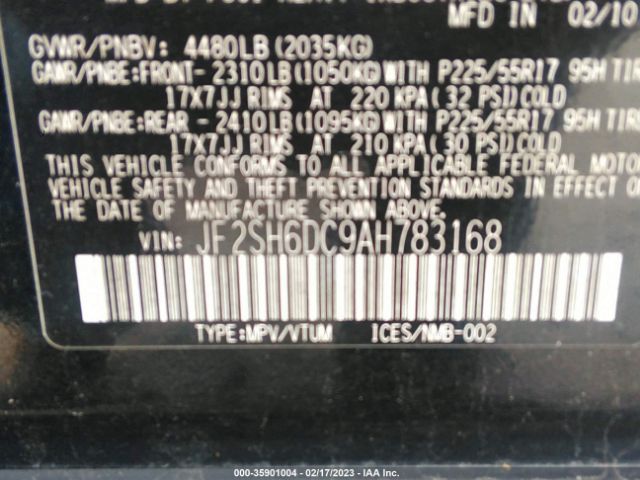 MFD IN 02/10
GVWR/PNBV: 4480LB(2035KG)
GAWR/PNBE:FRONT- 2310LB(1050KG)WITH P225/55R17 95H TIR
17X7JJ RIMS AT 220 KPA( 32 PSI)COLD
GAWR/PNBE:REAR - 2410LB(1095KG)WITH P225/55R17 95H TIR
17X7JJ RIMS AT 210 KPA( 30 PSI)COLD
THIS VEHICLE CONFORMS TO ALL APPLICABLE FEDERAL MOTO
VEHICLE SAFETY AND THEFT PREVENTION STANDARDS IN EFFECT O
THE DATE OF MANUFACTURE SHOWN ABOVE.
VIN: JF2SH6DC9AH783168
TYPE:MPV/VTUM ICES/NMB-002
000-35901004 - 02/17/2023 - IAA Inc.